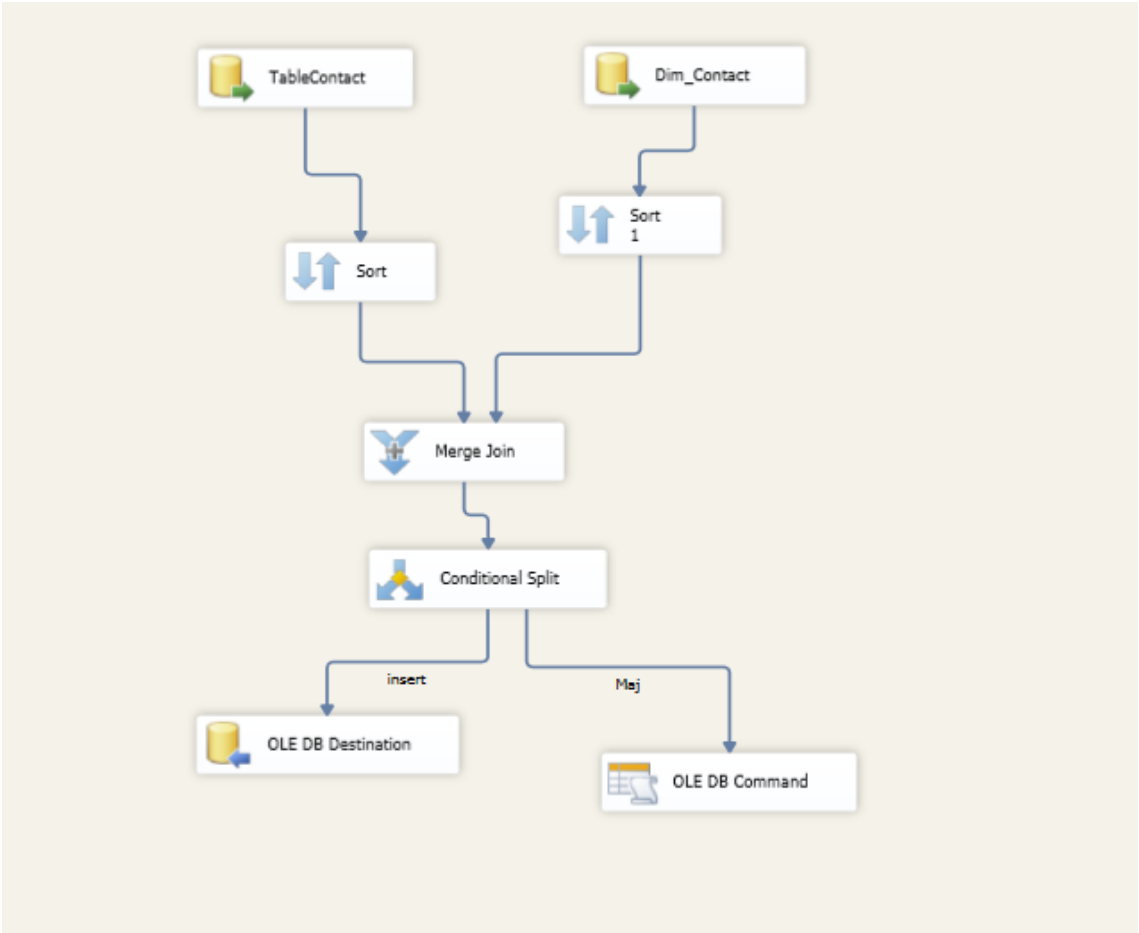 TableContact
Dim_Contact
Sort
1
Sort
Merge Join
Conditional Split
insert
Maj
OLE DB Destination
OLE DB Command